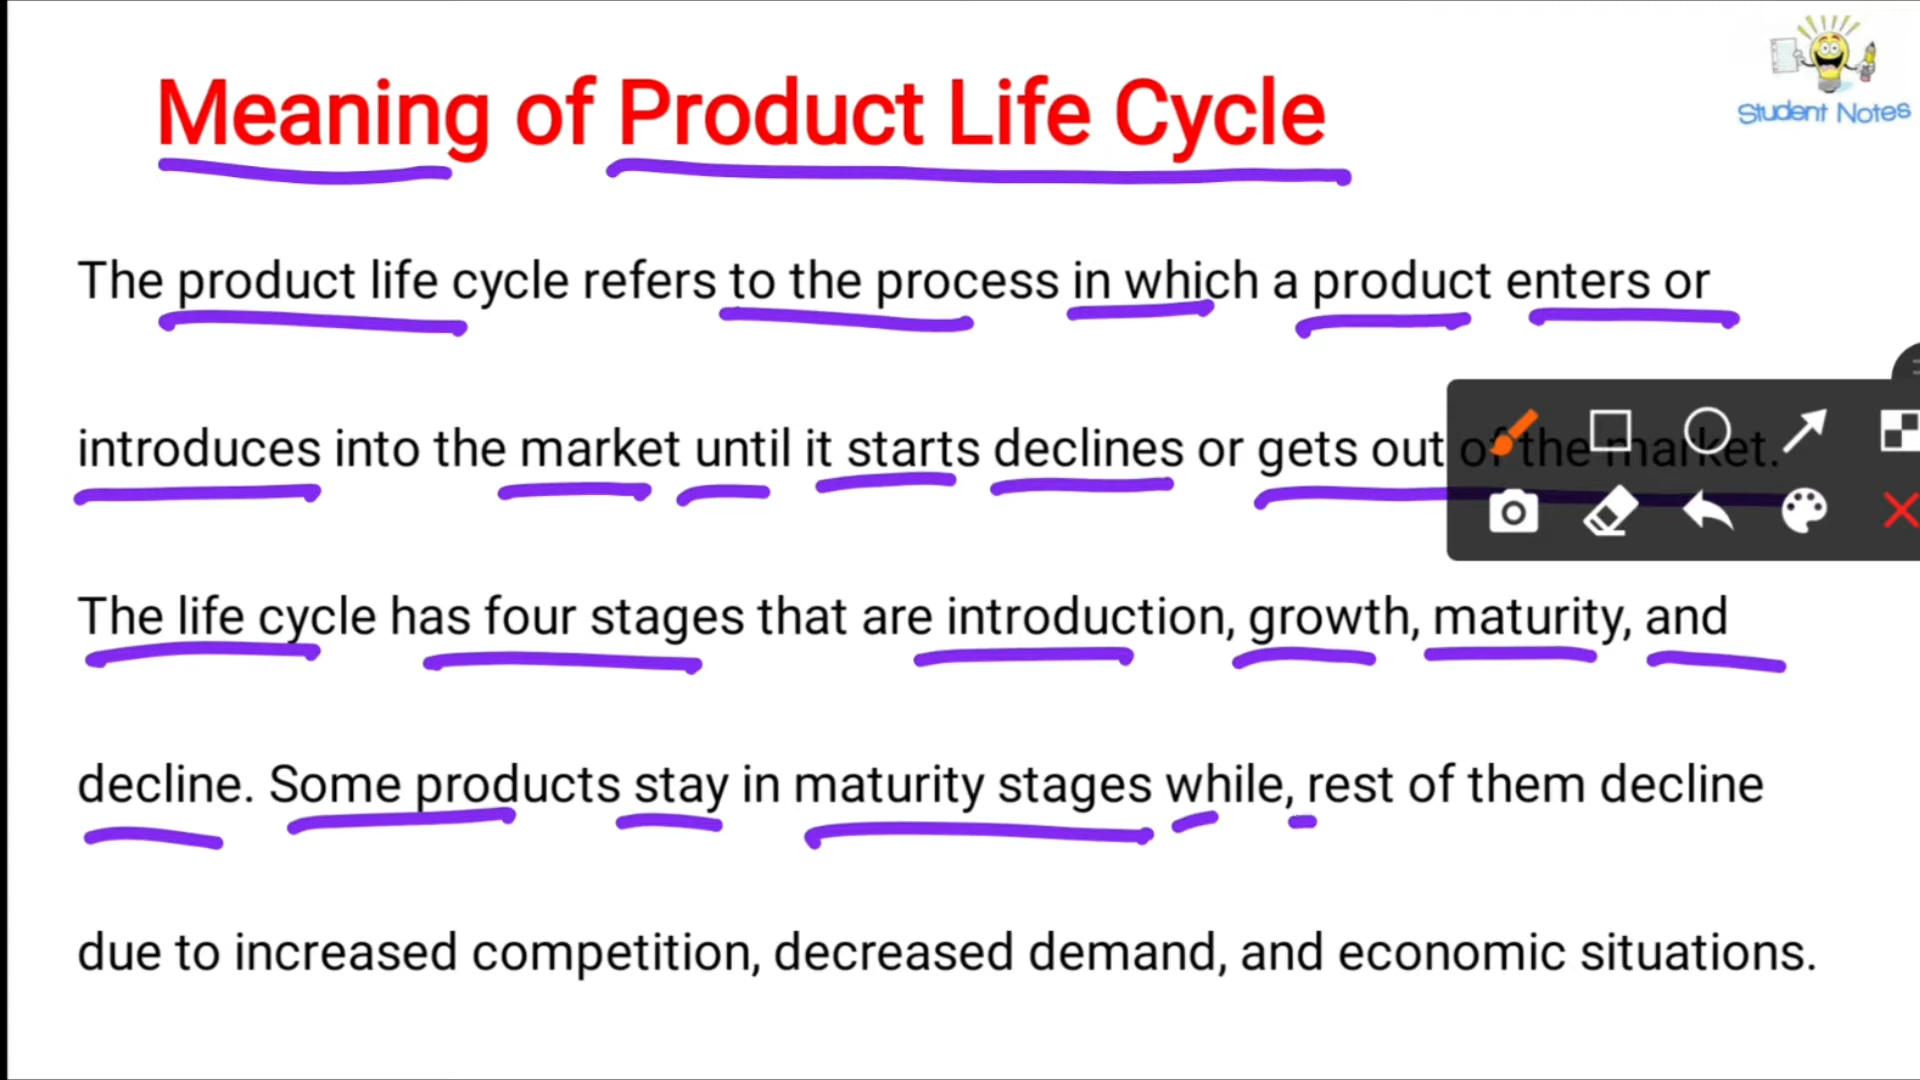 Meaning of Product Life Cycle
Student Notes
The product life cycle refers to the process in which a product enters or
introduces into the market until it starts declines or gets out of the market.
The life cycle has four stages that are introduction, growth, maturity, and
decline. Some products stay in maturity stages while, rest of them decline
due to increased competition, decreased demand, and economic situations.